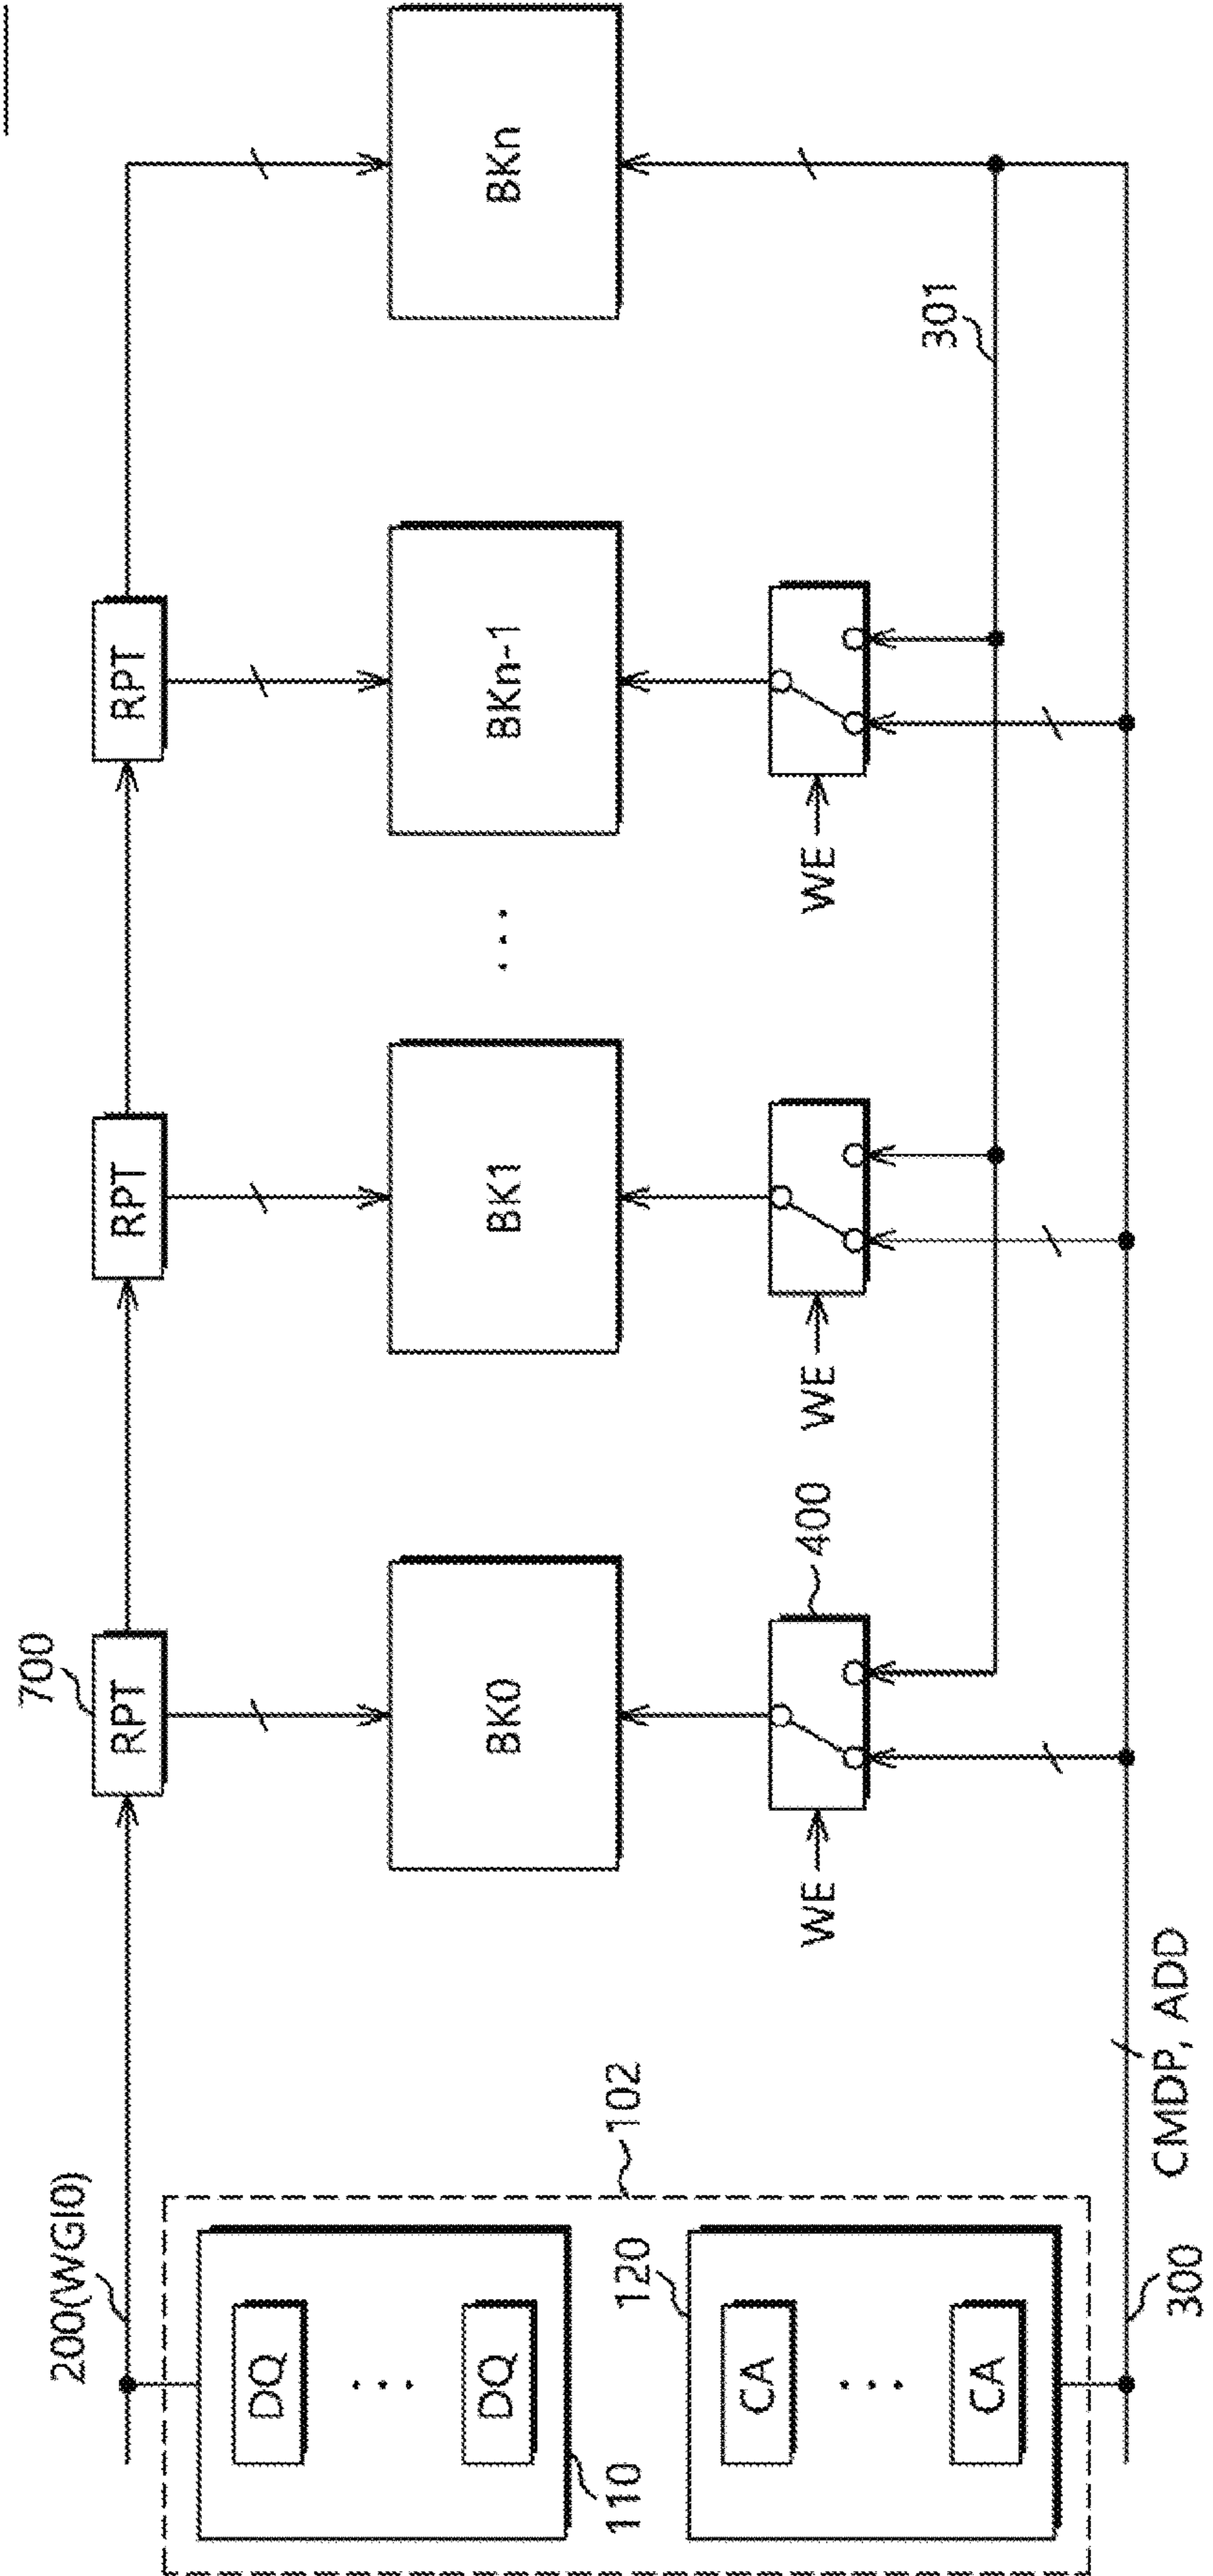 700
200(WGIO)
RPT
RPT
RPT
DQ
DQ
110
BK0
BK1
BKn-1
BKn
102
120
CA
CA
WE
400
WE
WE
301
300
CMDP, ADD